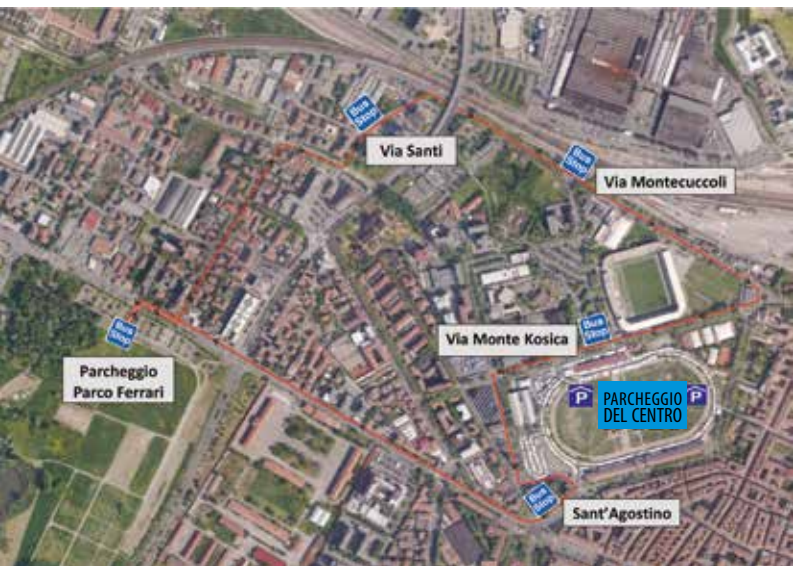 Bus
Stop
Via Santi
Bus
Stop
Via Montecuccoli
Bus
Stop
Via Monte Kosica
Bus
Stop
Parcheggio
Parco Ferrari
P
PARCHEGGIO
DEL CENTRO
P
Bus
Stop
Sant'Agostino